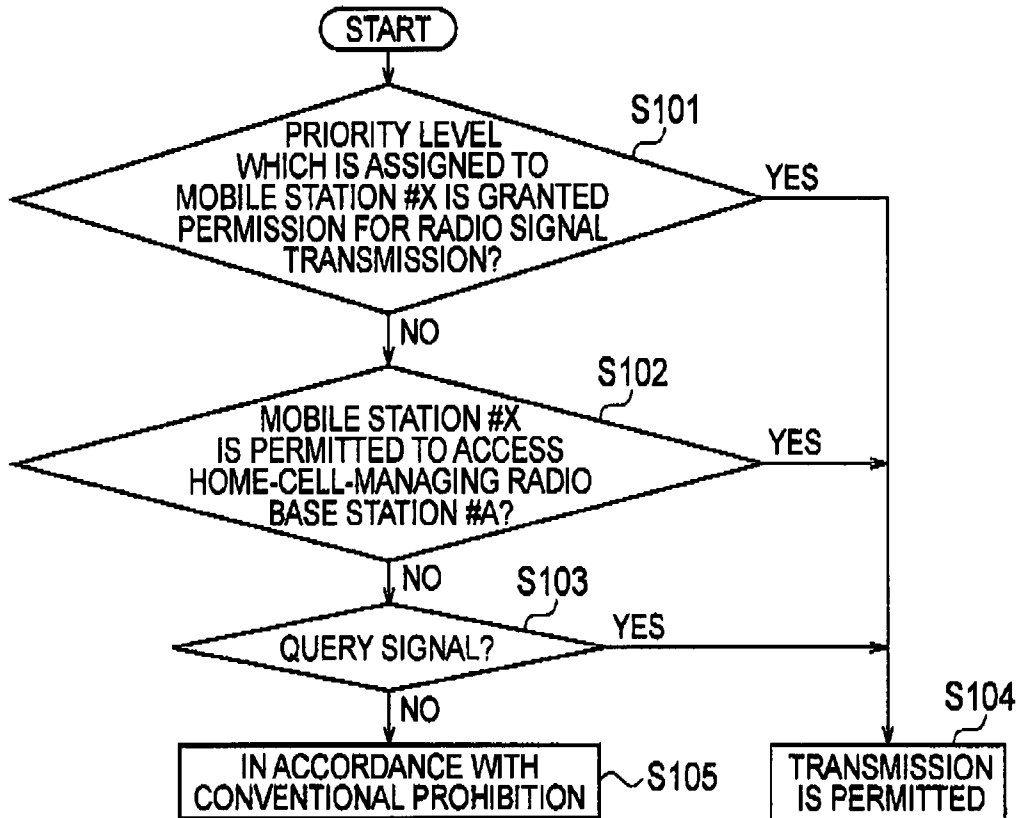 START
S101
PRIORITY LEVEL
WHICH IS ASSIGNED TO
MOBILE STATION #X IS GRANTED
PERMISSION FOR RADIO SIGNAL
TRANSMISSION?
YES
NO
S102
MOBILE STATION #X
IS PERMITTED TO ACCESS
HOME-CELL-MANAGING RADIO
BASE STATION #A?
YES
NO
S103
QUERY SIGNAL?
YES
NO
S104
IN ACCORDANCE WITH
CONVENTIONAL PROHIBITION
S105
TRANSMISSION
IS PERMITTED